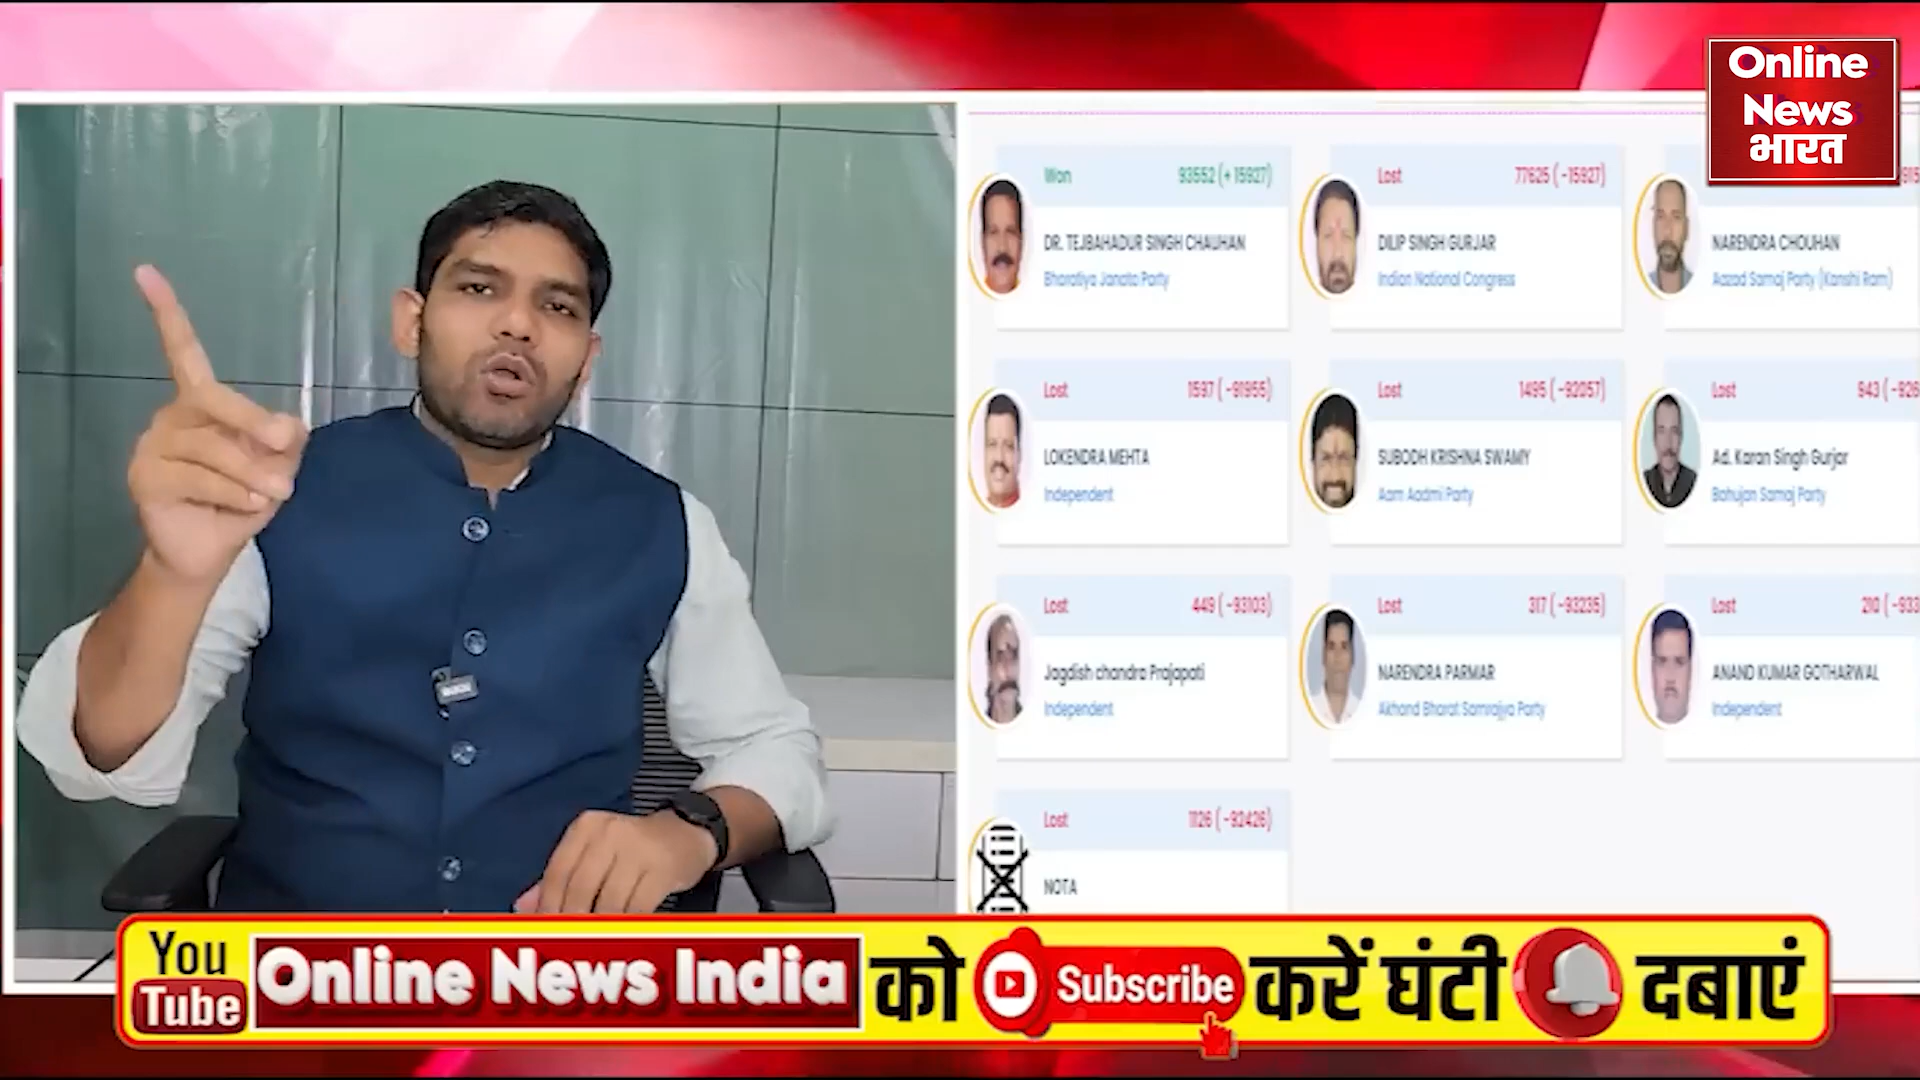 Online
News
भारत
Won 93552 (+ 15927)
DR. TEJBAHADUR SINGH CHAUHAN
Bharatiya Janata Party
Lost 77625 ( -15927)
DILIP SINGH GURJAR
Indian National Congress
NARENDRA CHOUHAN
Aazad Samaj Party (Kanshi Ram)
Lost 1597 ( -91955)
LOKENDRA MEHTA
Independent
Lost 1495 ( -92057)
SUBODH KRISHNA SWAMY
Aam Aadmi Party
Lost 943 ( -926
Ad. Karan Singh Gurjar
Bahujan Samaj Party
Lost 449 ( -93103)
Jagdish chandra Prajapati
Independent
Lost 317 ( -93235)
NARENDRA PARMAR
Akhand Bharat Samrajya Party
Lost 210 ( -933
ANAND KUMAR GOTHARWAL
Independent
Lost 1126 ( -92426)
NOTA
You
Tube
Online News India को Subscribe करें घंटी दबाएं